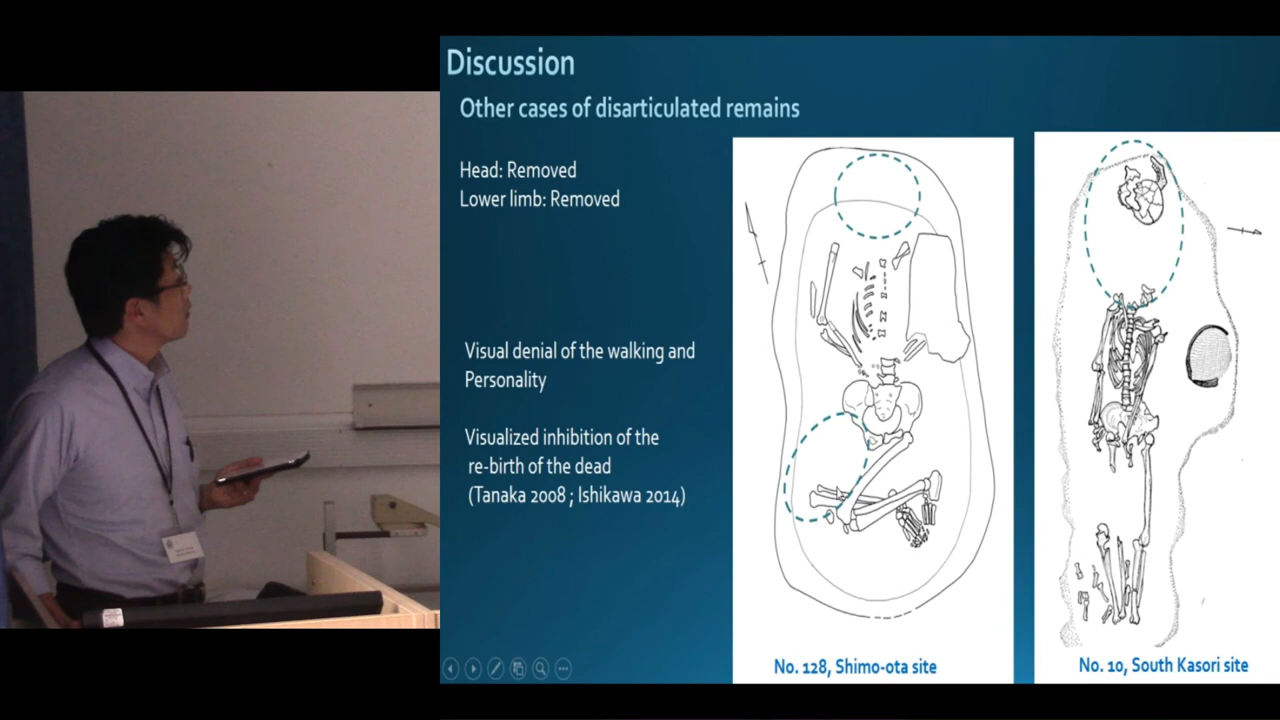 Discussion
Other cases of disarticulated remains
Head: Removed
Lower limb: Removed
Visual denial of the walking and
Personality
Visualized inhibition of the
re-birth of the dead
(Tanaka 2008 ; Ishikawa 2014)
No. 128, Shimo-ota site
No. 10, South Kasori site